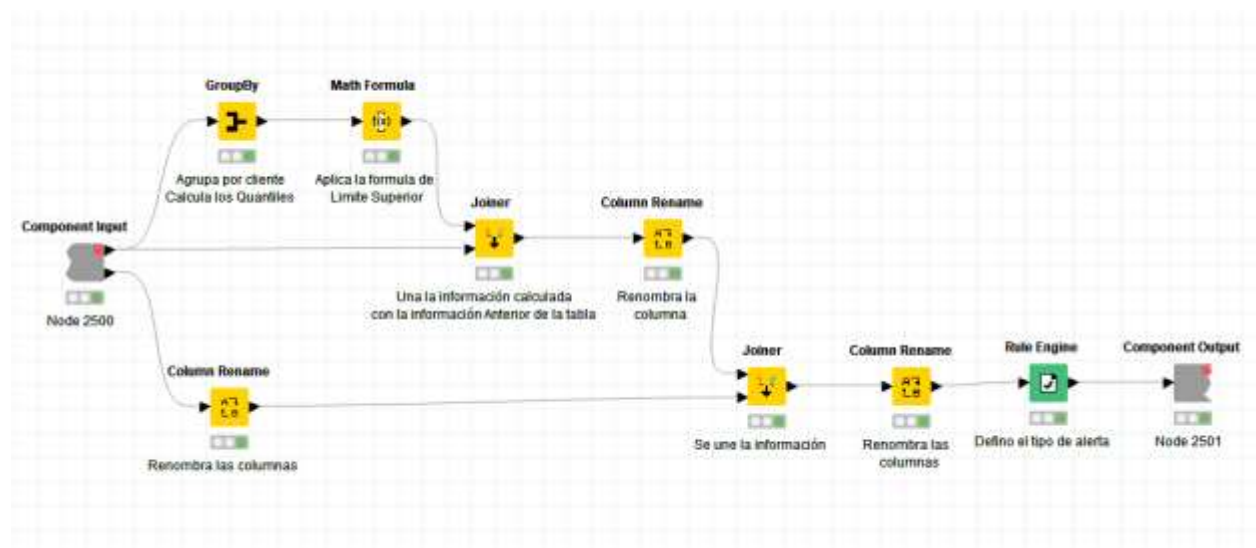 GroupBy
Math Formula
Agrupa por cliente
Calcula los Quantiles
Aplica la formula de
Limite Superior
Component Input
Node 2500
Joiner
Una la información calculada
con la información Anterior de la tabla
Column Rename
Renombra la
columna
Column Rename
Renombra las columnas
Joiner
Se une la información
Column Rename
Renombra las
columnas
Rule Engine
Defino el tipo de alerta
Component Output
Node 2501